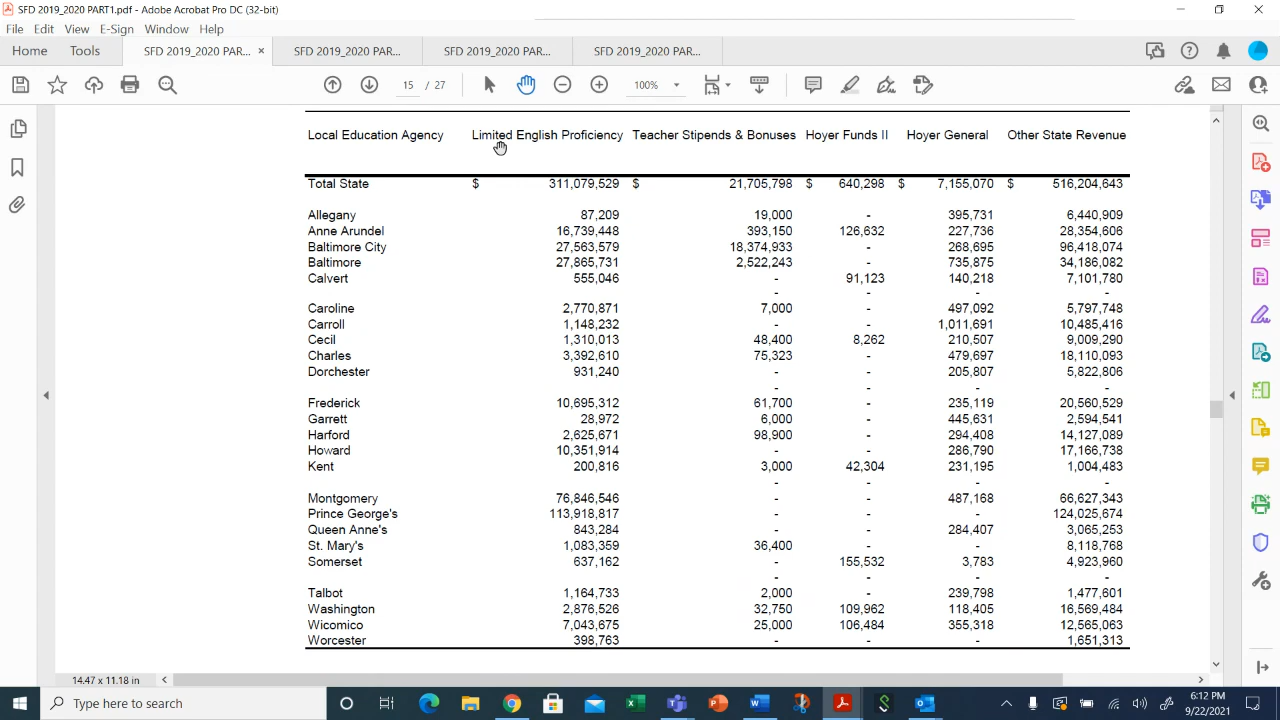 SFD 2019_2020 PART1.pdf - Adobe Acrobat Pro DC (32-bit)
File Edit View E-Sign Window Help
Home Tools SFD 2019_2020 PAR... × SFD 2019_2020 PAR... SFD 2019_2020 PAR... SFD 2019_2020 PAR...
15 / 27 100%
Local Education Agency Limited English Proficiency Teacher Stipends & Bonuses Hoyer Funds II Hoyer General Other State Revenue
Total State $ 311,079,529 $ 21,705,798 $ 640,298 $ 7,155,070 $ 516,204,643
Allegany 87,209 19,000 - 395,731 6,440,909
Anne Arundel 16,739,448 393,150 126,632 227,736 28,354,606
Baltimore City 27,563,579 18,374,933 - 268,695 96,418,074
Baltimore 27,865,731 2,522,243 - 735,875 34,186,082
Calvert 555,046 - 91,123 140,218 7,101,780
- - - -
Caroline 2,770,871 7,000 - 497,092 5,797,748
Carroll 1,148,232 - - 1,011,691 10,485,416
Cecil 1,310,013 48,400 8,262 210,507 9,009,290
Charles 3,392,610 75,323 - 479,697 18,110,093
Dorchester 931,240 - - 205,807 5,822,806
- - - -
Frederick 10,695,312 61,700 - 235,119 20,560,529
Garrett 28,972 6,000 - 445,631 2,594,541
Harford 2,625,671 98,900 - 294,408 14,127,089
Howard 10,351,914 - - 286,790 17,166,738
Kent 200,816 3,000 42,304 231,195 1,004,483
- - - -
Montgomery 76,846,546 - - 487,168 66,627,343
Prince George's 113,918,817 - - - 124,025,674
Queen Anne's 843,284 - - 284,407 3,065,253
St. Mary's 1,083,359 36,400 - - 8,118,768
Somerset 637,162 - 155,532 3,783 4,923,960
- - - -
Talbot 1,164,733 2,000 - 239,798 1,477,601
Washington 2,876,526 32,750 109,962 118,405 16,569,484
Wicomico 7,043,675 25,000 106,484 355,318 12,565,063
Worcester 398,763 - - - 1,651,313
14.47 x 11.18 in
Type here to search
6:12 PM
9/22/2021